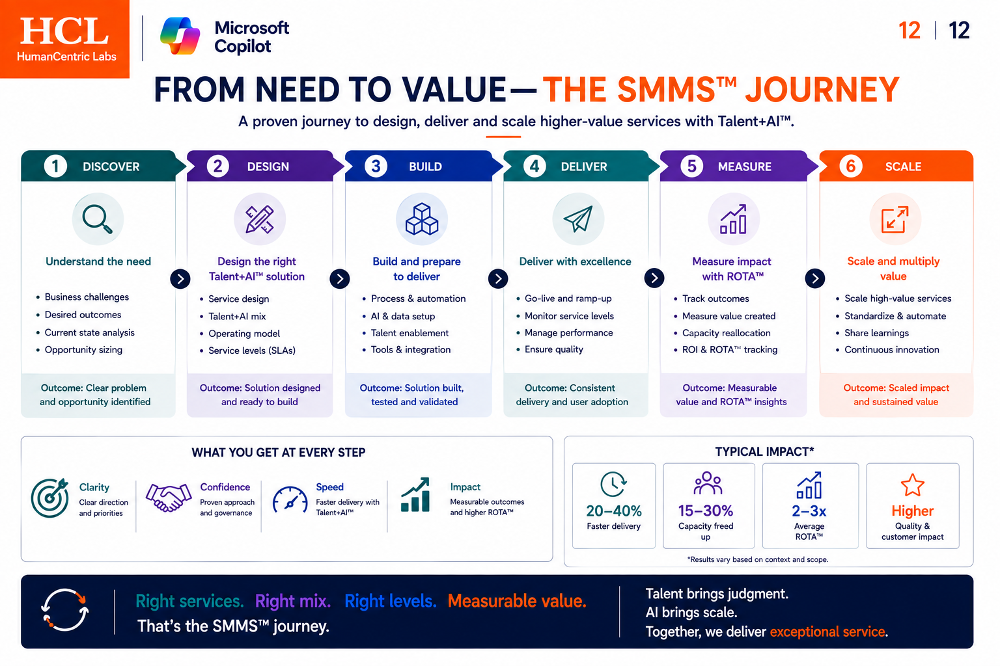 HCL
HumanCentric Labs
Microsoft
Copilot
12 | 12
FROM NEED TO VALUE—THE SMMS™ JOURNEY
A proven journey to design, deliver and scale higher-value services with Talent+AI™.
1 DISCOVER
Understand the need
• Business challenges
• Desired outcomes
• Current state analysis
• Opportunity sizing
Outcome: Clear problem
and opportunity identified
2 DESIGN
Design the right
Talent+AI™ solution
• Service design
• Talent+AI mix
• Operating model
• Service levels (SLAs)
Outcome: Solution designed
and ready to build
3 BUILD
Build and prepare
to deliver
• Process & automation
• AI & data setup
• Talent enablement
• Tools & integration
Outcome: Solution built,
tested and validated
4 DELIVER
Deliver with excellence
• Go-live and ramp-up
• Monitor service levels
• Manage performance
• Ensure quality
Outcome: Consistent
delivery and user adoption
5 MEASURE
Measure impact
with ROTA™
• Track outcomes
• Measure value created
• Capacity reallocation
• ROI & ROTA™ tracking
Outcome: Measurable
value and ROTA™ insights
6 SCALE
Scale and multiply
value
• Scale high-value services
• Standardize & automate
• Share learnings
• Continuous innovation
Outcome: Scaled impact
and sustained value
WHAT YOU GET AT EVERY STEP
Clarity
Clear direction
and priorities
Confidence
Proven approach
and governance
Speed
Faster delivery with
Talent+AI™
Impact
Measurable outcomes
and higher ROTA™
TYPICAL IMPACT*
20–40%
Faster delivery
15–30%
Capacity freed
up
2–3x
Average
ROTA™
Higher
Quality &
customer impact
*Results vary based on context and scope.
Right services. Right mix. Right levels. Measurable value.
That's the SMMS™ journey.
Talent brings judgment.
AI brings scale.
Together, we deliver exceptional service.